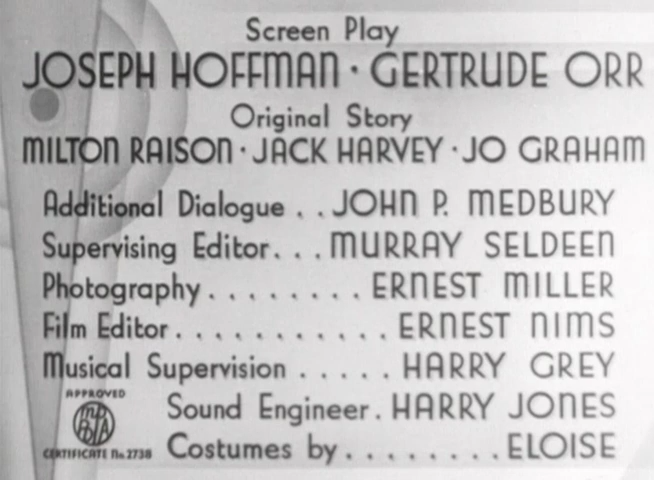 Screen Play
JOSEPH HOFFMAN · GERTRUDE ORR
Original Story
MILTON RAISON · JACK HARVEY · JO GRAHAM
Additional Dialogue . . JOHN P. MEDBURY
Supervising Editor. . . MURRAY SELDEEN
Photography . . . . . . . . ERNEST MILLER
Film Editor . . . . . . . . . . . ERNEST NIMS
Musical Supervision . . . . . HARRY GREY
APPROVED
MPPDA
CERTIFICATE No. 2738
Sound Engineer . HARRY JONES
Costumes by . . . . . . . . ELOISE